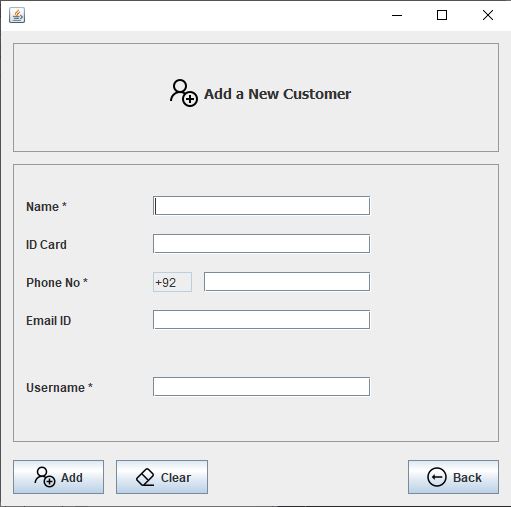 Add a New Customer
Name *
ID Card
Phone No * +92
Email ID
Username *
Add Clear Back